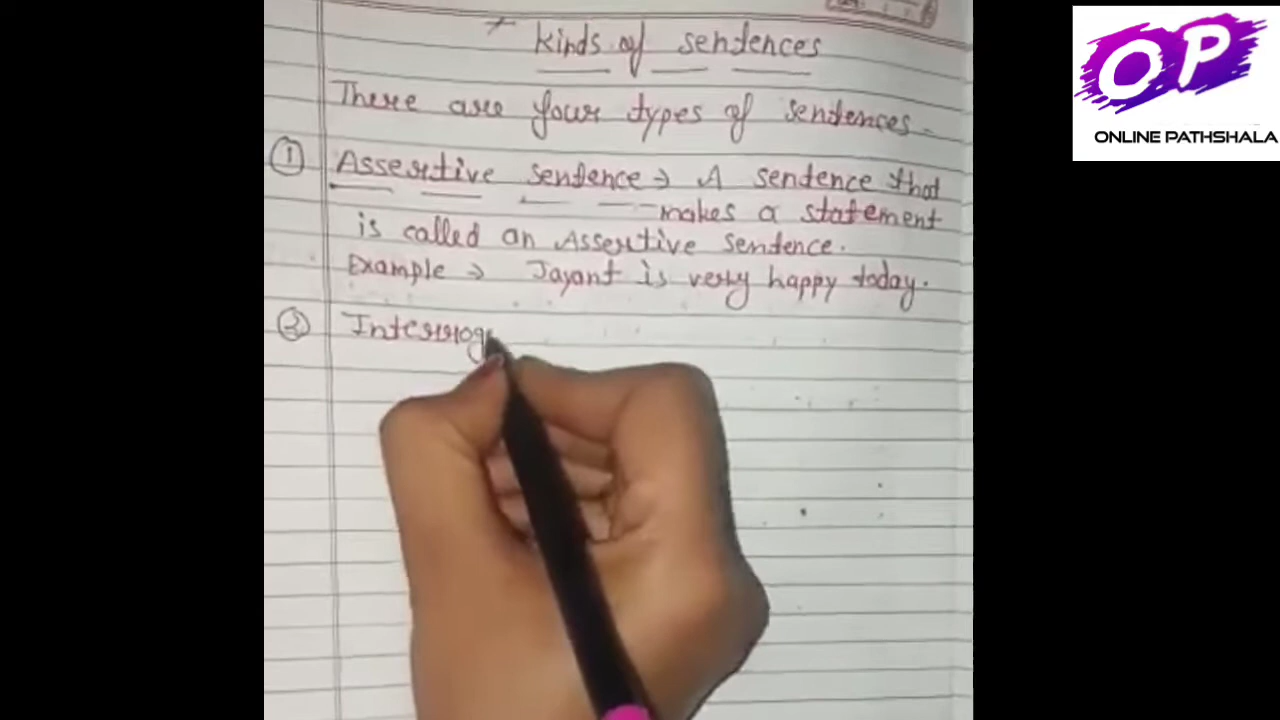 Kinds of sentences
There are four types of sentences.
① Assertive sentence → A sentence that
makes a statement
is called an Assertive sentence.
Example → Jayant is very happy today.
② Interrog
OP
ONLINE PATHSHALA